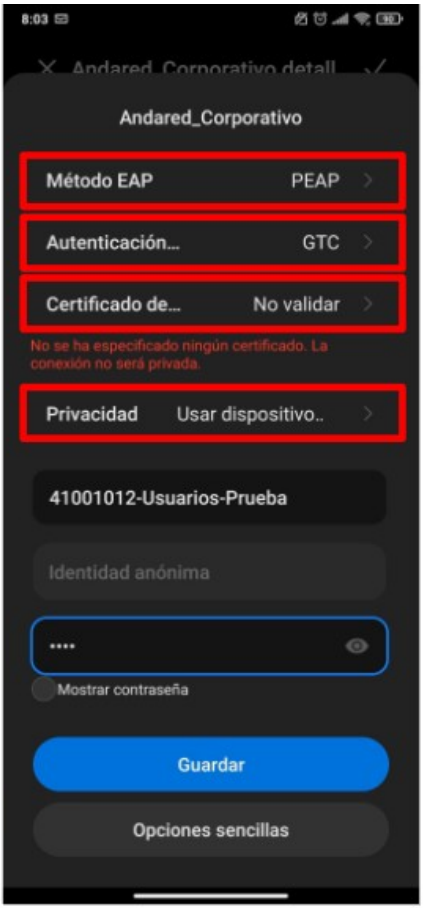 8:03
90
Andared_Corporativo detall
Andared_Corporativo
Método EAP PEAP
Autenticación... GTC
Certificado de... No validar
No se ha especificado ningún certificado. La
conexión no será privada.
Privacidad Usar dispositivo..
41001012-Usuarios-Prueba
Identidad anónima
••••
Mostrar contraseña
Guardar
Opciones sencillas